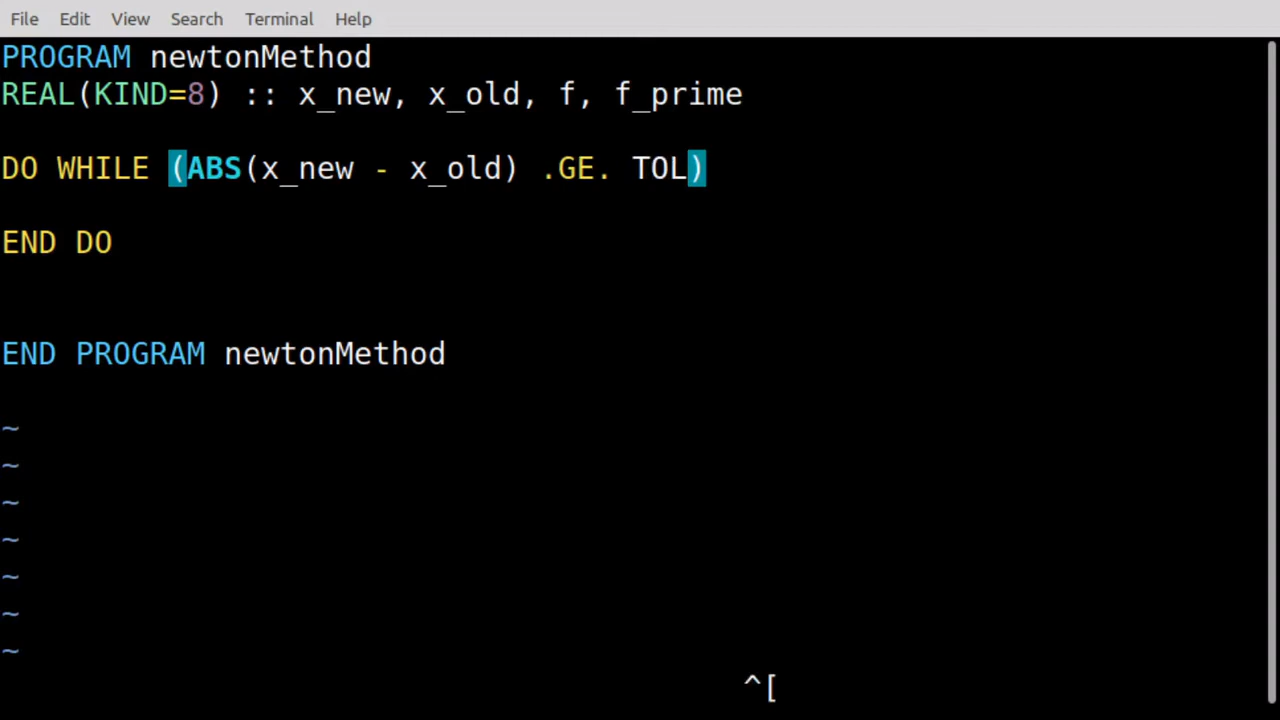 File Edit View Search Terminal Help
PROGRAM newtonMethod
REAL(KIND=8) :: x_new, x_old, f, f_prime
DO WHILE (ABS(x_new - x_old) .GE. TOL)
END DO
END PROGRAM newtonMethod
~
~
~
~
~
~
~
^[